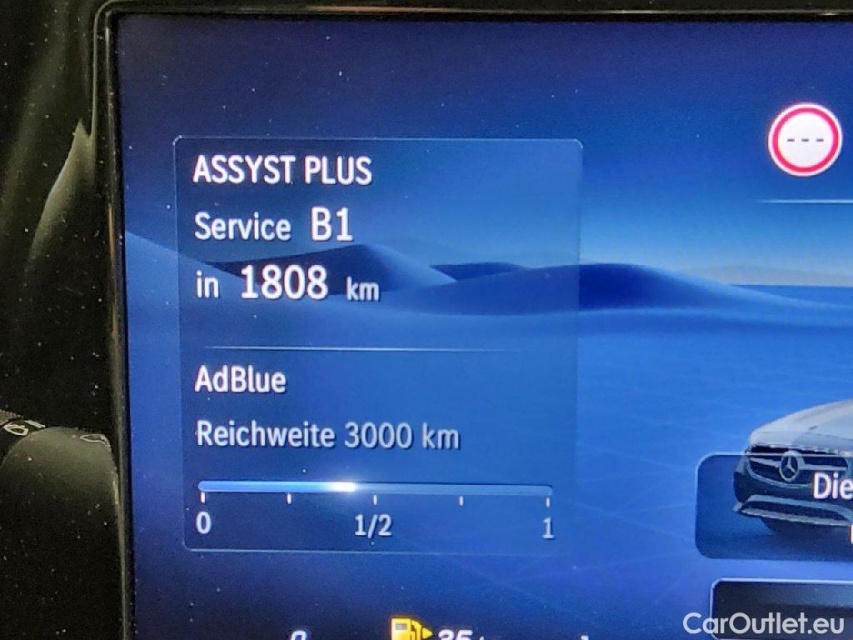 ASSYST PLUS
Service B1
in 1808 km
AdBlue
Reichweite 3000 km
0 1/2 1
Die
CarOutlet.eu